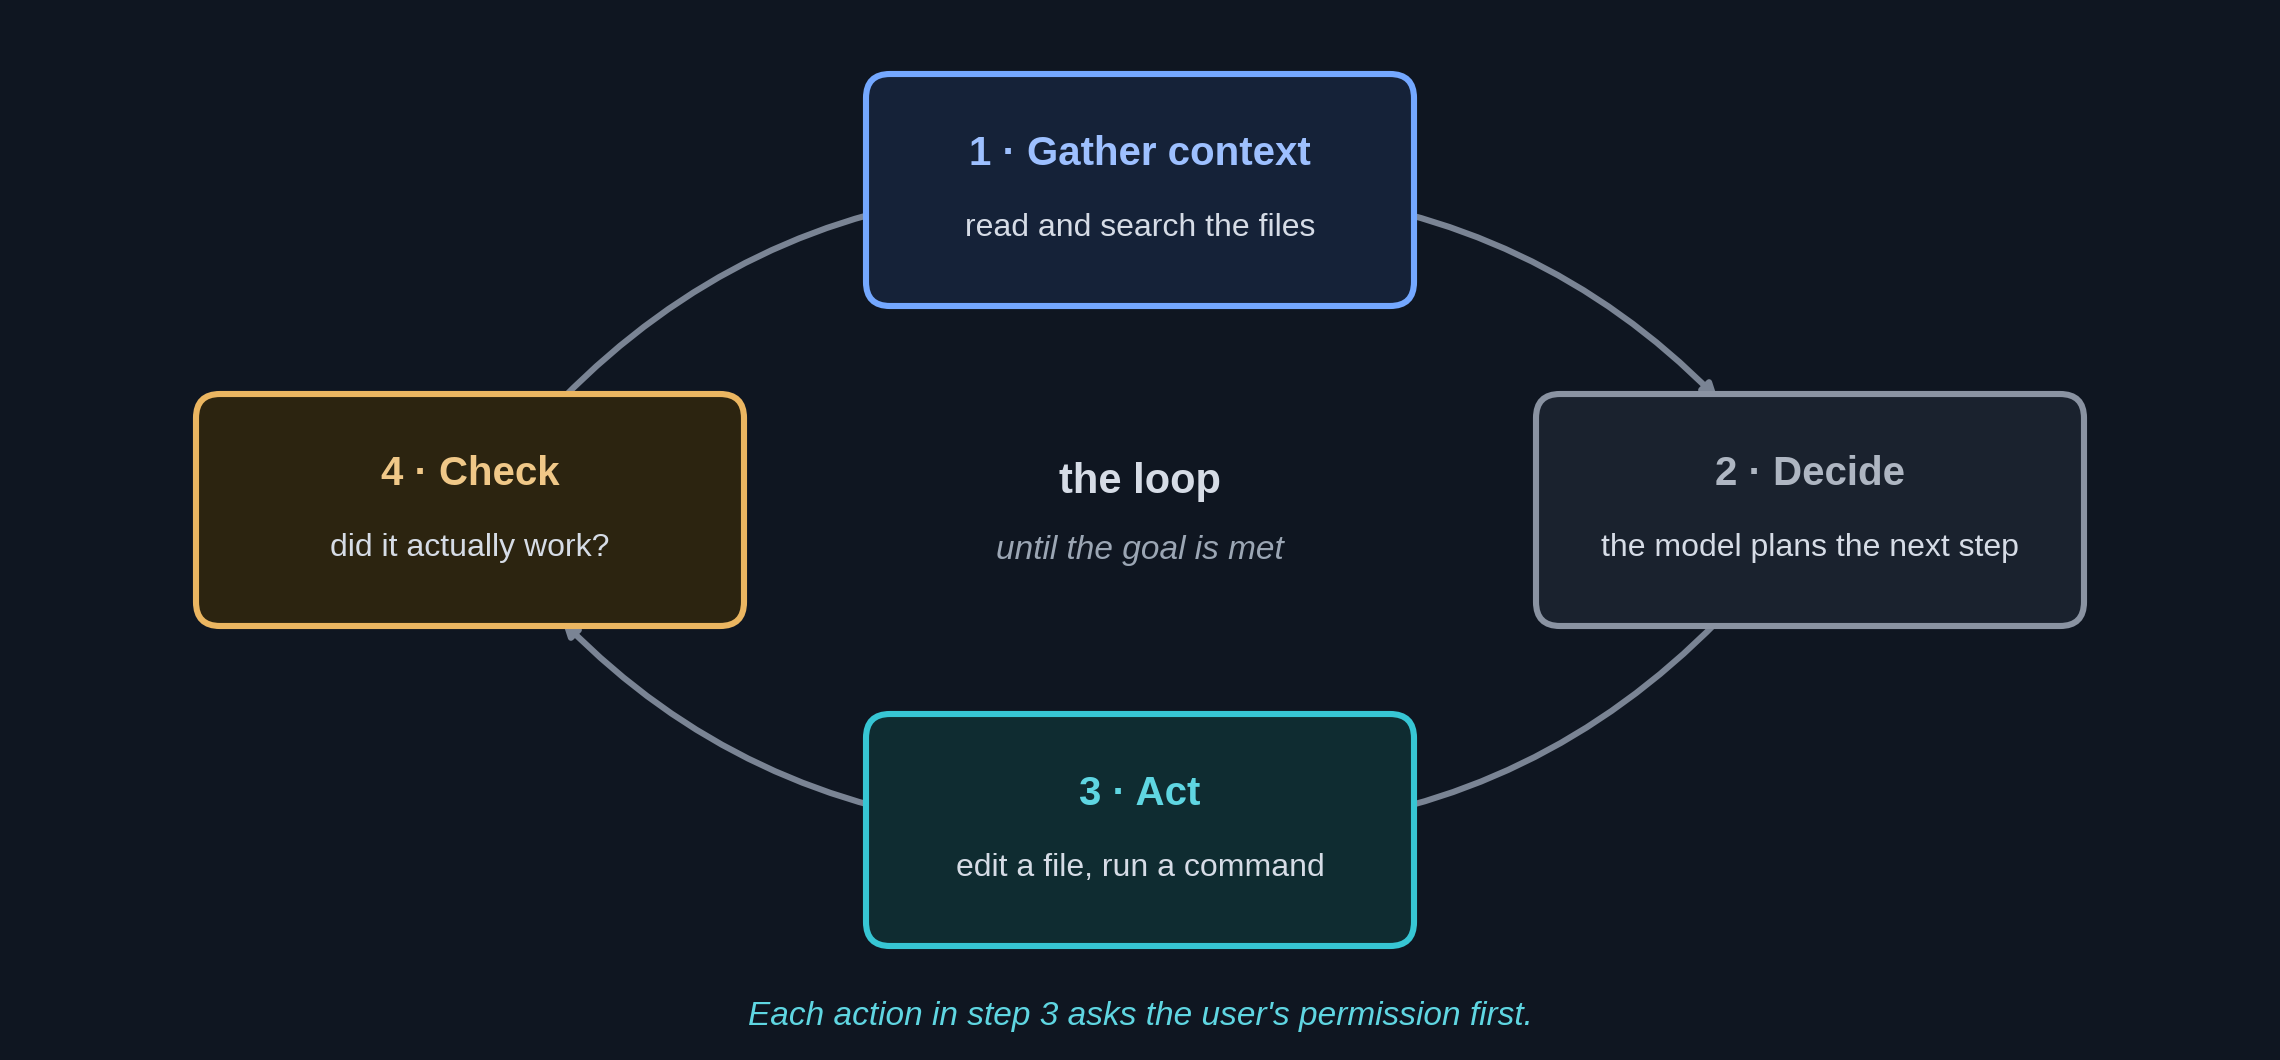 1 · Gather context
read and search the files
4 · Check
did it actually work?
the loop
until the goal is met
2 · Decide
the model plans the next step
3 · Act
edit a file, run a command
Each action in step 3 asks the user's permission first.